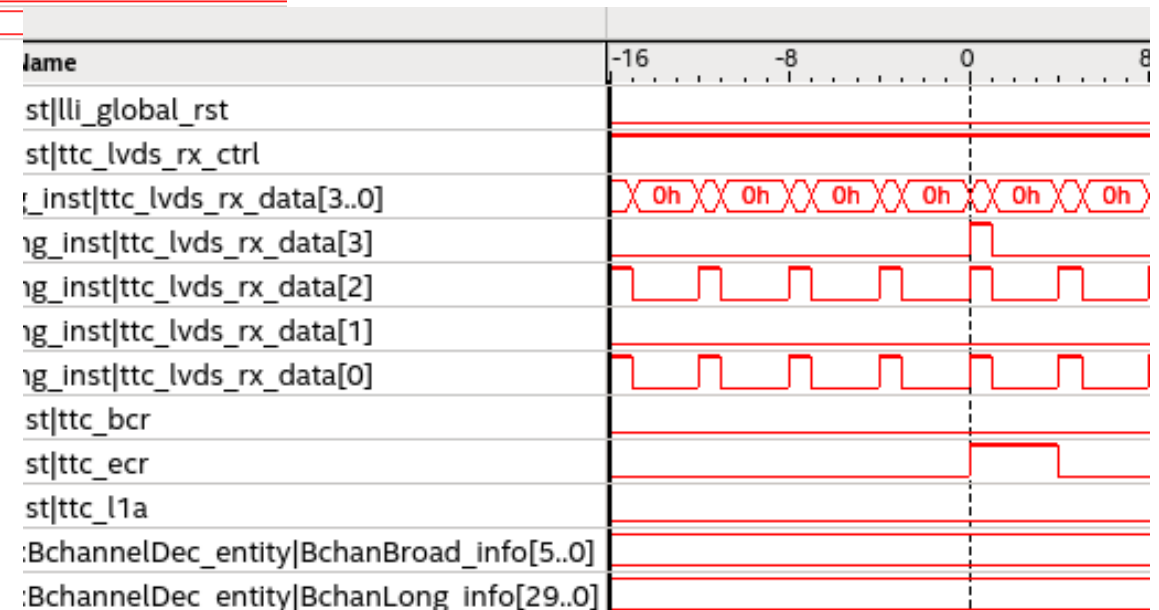 Name
-16 -8 0 8
st|lli_global_rst
st|ttc_lvds_rx_ctrl
g_inst|ttc_lvds_rx_data[3..0] 0h 0h 0h 0h 0h 0h
ng_inst|ttc_lvds_rx_data[3]
ng_inst|ttc_lvds_rx_data[2]
ng_inst|ttc_lvds_rx_data[1]
ng_inst|ttc_lvds_rx_data[0]
st|ttc_bcr
st|ttc_ecr
st|ttc_l1a
:BchannelDec_entity|BchanBroad_info[5..0]
:BchannelDec_entity|BchanLong_info[29..0]